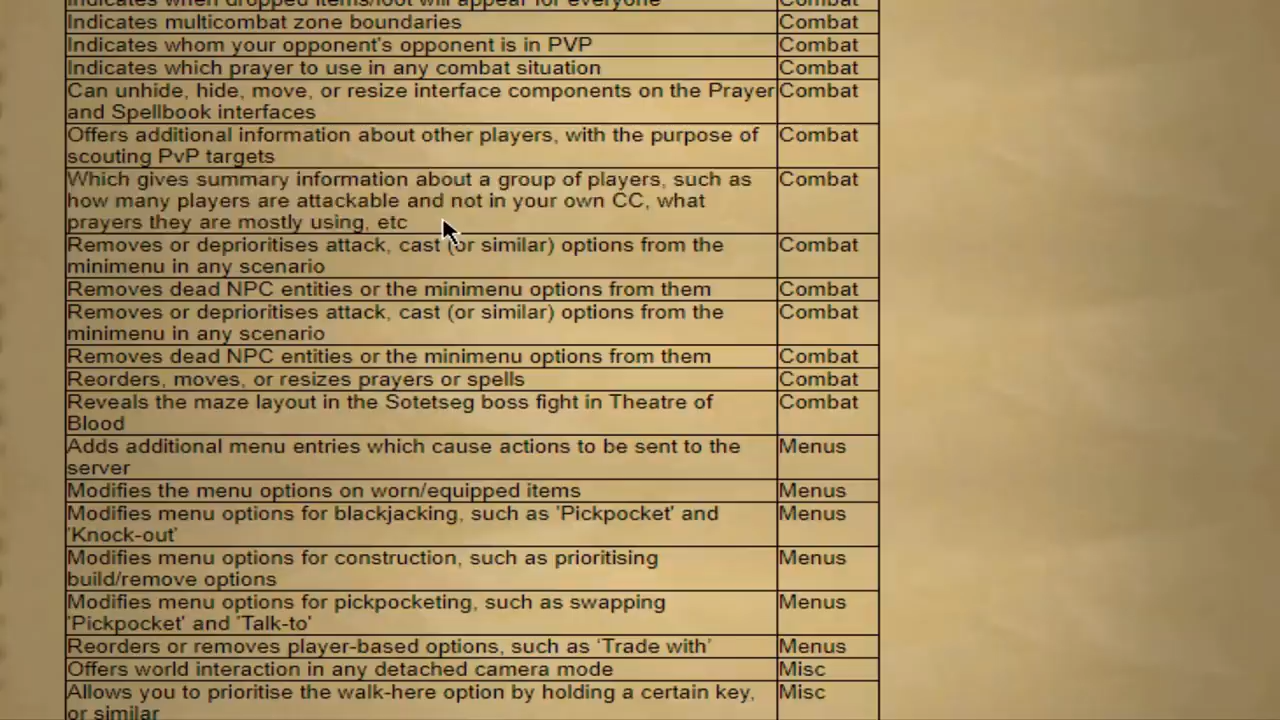 Indicates when dropped items/loot will appear for everyone Combat
Indicates multicombat zone boundaries Combat
Indicates whom your opponent's opponent is in PVP Combat
Indicates which prayer to use in any combat situation Combat
Can unhide, hide, move, or resize interface components on the Prayer Combat
and Spellbook interfaces
Offers additional information about other players, with the purpose of Combat
scouting PvP targets
Which gives summary information about a group of players, such as Combat
how many players are attackable and not in your own CC, what
prayers they are mostly using, etc
Removes or deprioritises attack, cast (or similar) options from the Combat
minimenu in any scenario
Removes dead NPC entities or the minimenu options from them Combat
Removes or deprioritises attack, cast (or similar) options from the Combat
minimenu in any scenario
Removes dead NPC entities or the minimenu options from them Combat
Reorders, moves, or resizes prayers or spells Combat
Reveals the maze layout in the Sotetseg boss fight in Theatre of Combat
Blood
Adds additional menu entries which cause actions to be sent to the Menus
server
Modifies the menu options on worn/equipped items Menus
Modifies menu options for blackjacking, such as 'Pickpocket' and Menus
'Knock-out'
Modifies menu options for construction, such as prioritising Menus
build/remove options
Modifies menu options for pickpocketing, such as swapping Menus
'Pickpocket' and 'Talk-to'
Reorders or removes player-based options, such as ‘Trade with’ Menus
Offers world interaction in any detached camera mode Misc
Allows you to prioritise the walk-here option by holding a certain key, Misc
or similar